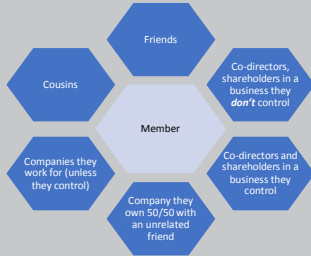 Friends
Cousins
Co-directors,
shareholders in a
business they
don't control
Member
Companies they
work for (unless
they control)
Co-directors and
shareholders in a
business they
control
Company they
own 50/50 with
an unrelated
friend